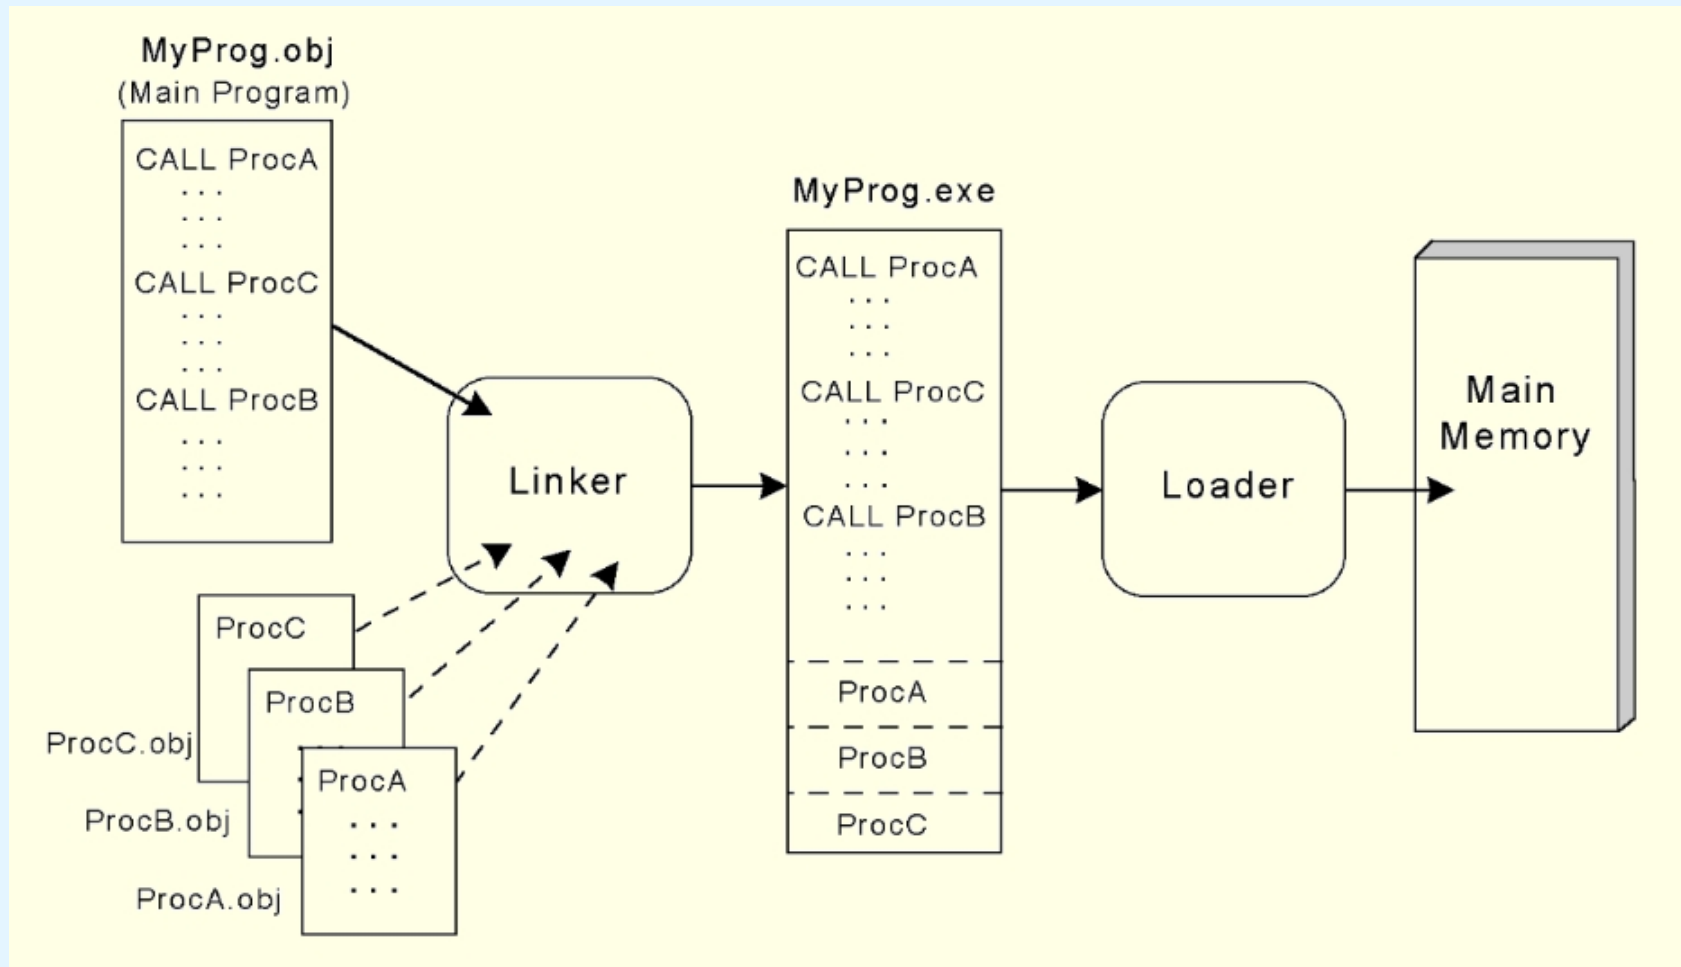 MyProg.obj
(Main Program)
CALL ProcA
. . .
. . .
. . .
CALL ProcC
. . .
. . .
. . .
CALL ProcB
. . .
. . .
. . .
ProcC
ProcB
ProcC.obj
ProcA
. . .
. . .
. . .
ProcB.obj
ProcA.obj
Linker
MyProg.exe
CALL ProcA
. . .
. . .
. . .
CALL ProcC
. . .
. . .
. . .
CALL ProcB
. . .
. . .
. . .
ProcA
ProcB
ProcC
Loader
Main
Memory